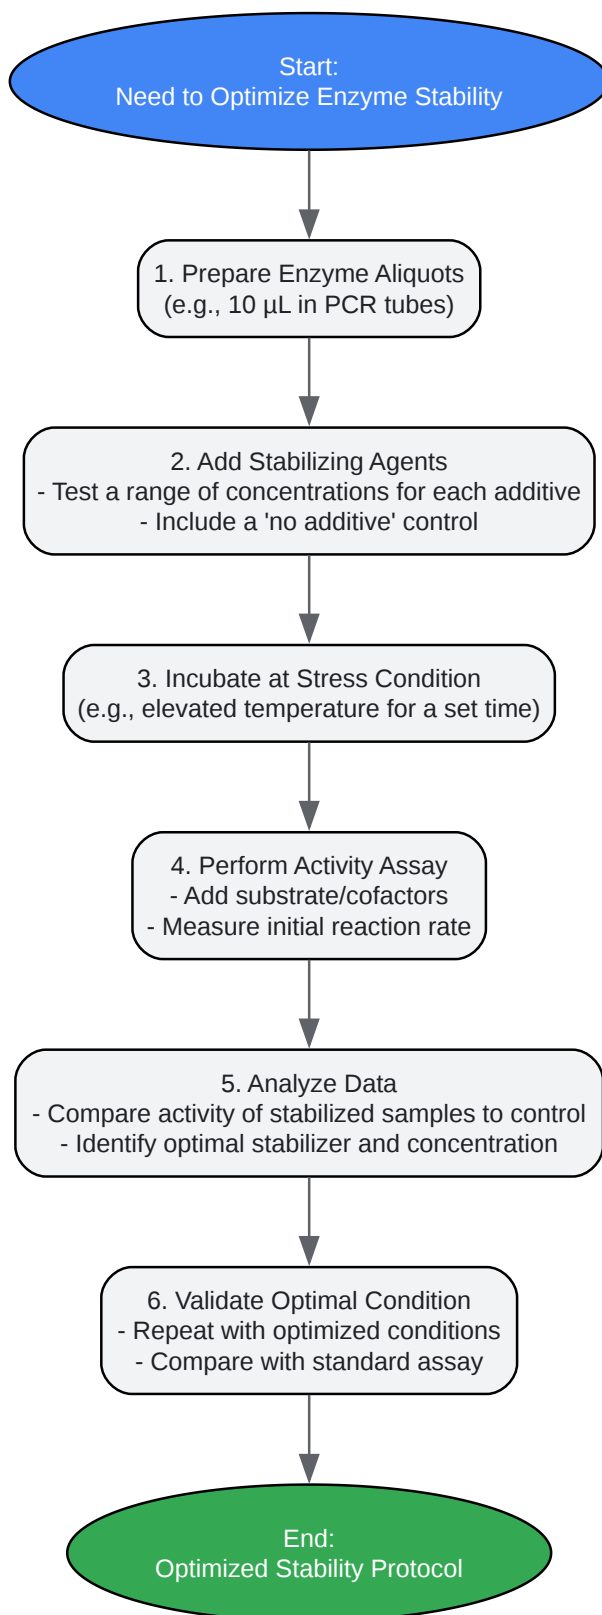 Start:
Need to Optimize Enzyme Stability
1. Prepare Enzyme Aliquots
(e.g., 10 µL in PCR tubes)
2. Add Stabilizing Agents
- Test a range of concentrations for each additive
- Include a 'no additive' control
3. Incubate at Stress Condition
(e.g., elevated temperature for a set time)
4. Perform Activity Assay
- Add substrate/cofactors
- Measure initial reaction rate
5. Analyze Data
- Compare activity of stabilized samples to control
- Identify optimal stabilizer and concentration
6. Validate Optimal Condition
- Repeat with optimized conditions
- Compare with standard assay
End:
Optimized Stability Protocol